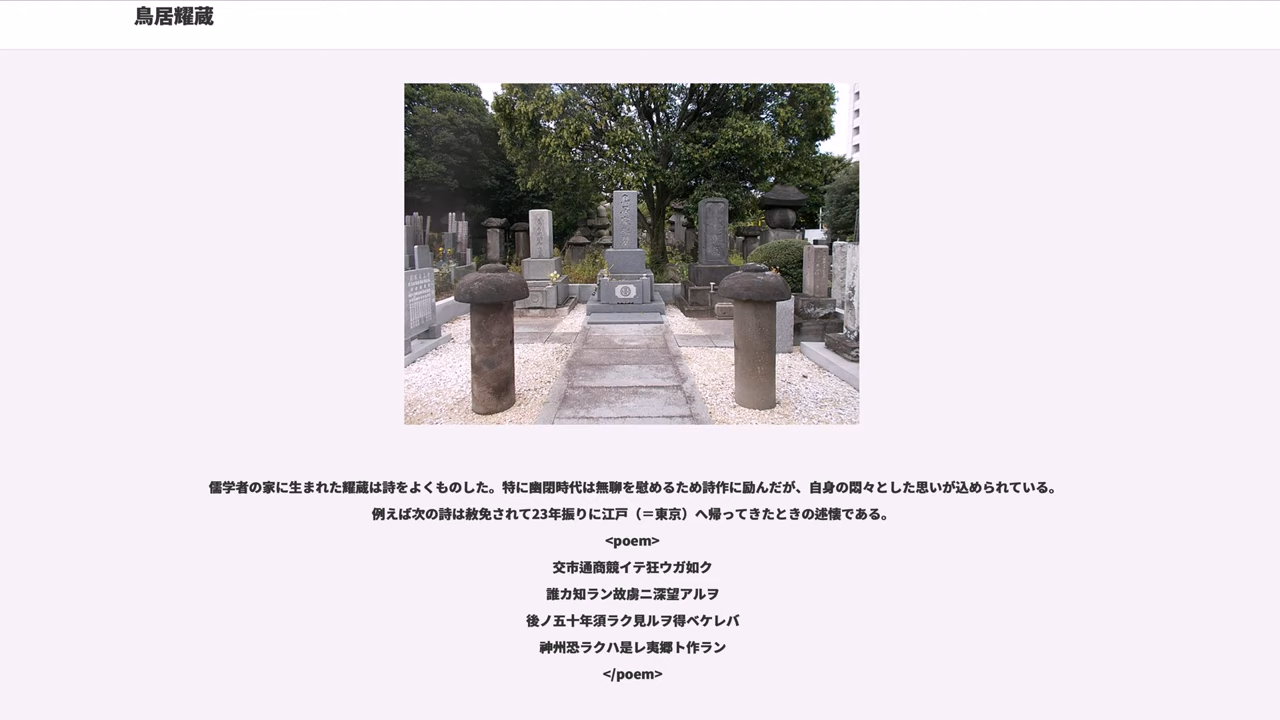 鳥居耀蔵
儒学者の家に生まれた耀蔵は詩をよくものした。特に幽閉時代は無聊を慰めるため詩作に励んだが、自身の悶々とした思いが込められている。
例えば次の詩は赦免されて23年振りに江戸（＝東京）へ帰ってきたときの述懐である。
<poem>
交市通商競イテ狂ウガ如ク
誰カ知ラン故虜ニ深望アルヲ
後ノ五十年須ラク見ルヲ得ベケレバ
神州恐ラクハ是レ夷郷ト作ラン
</poem>